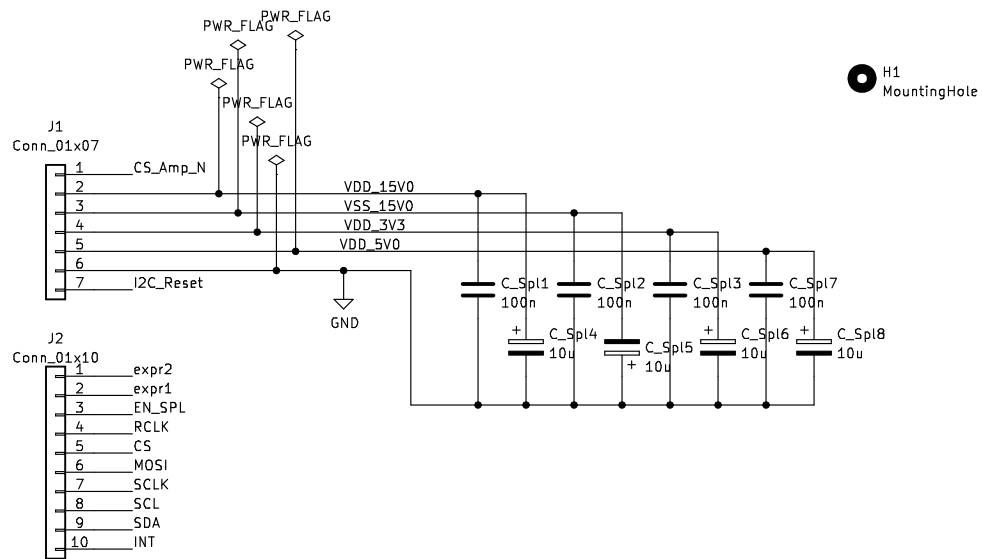 PWR_FLAG
PWR_FLAG
PWR_FLAG
PWR_FLAG
PWR_FLAG
H1
MountingHole
J1
Conn_01x07
1 CS_Amp_N
2 VDD_15V0
3 VSS_15V0
4 VDD_3V3
5 VDD_5V0
6
7 I2C_Reset
GND
C_Spl1
100n
C_Spl2
100n
C_Spl3
100n
C_Spl7
100n
+ C_Spl4
10u
C_Spl5
+ 10u
+ C_Spl6
10u
+ C_Spl8
10u
J2
Conn_01x10
1 expr2
2 expr1
3 EN_SPL
4 RCLK
5 CS
6 MOSI
7 SCLK
8 SCL
9 SDA
10 INT